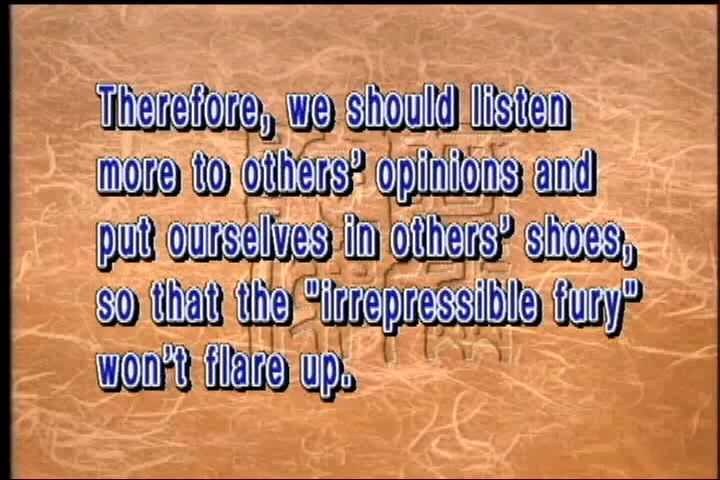 Therefore, we should listen
more to others' opinions and
put ourselves in others' shoes,
so that the "irrepressible fury"
won't flare up.